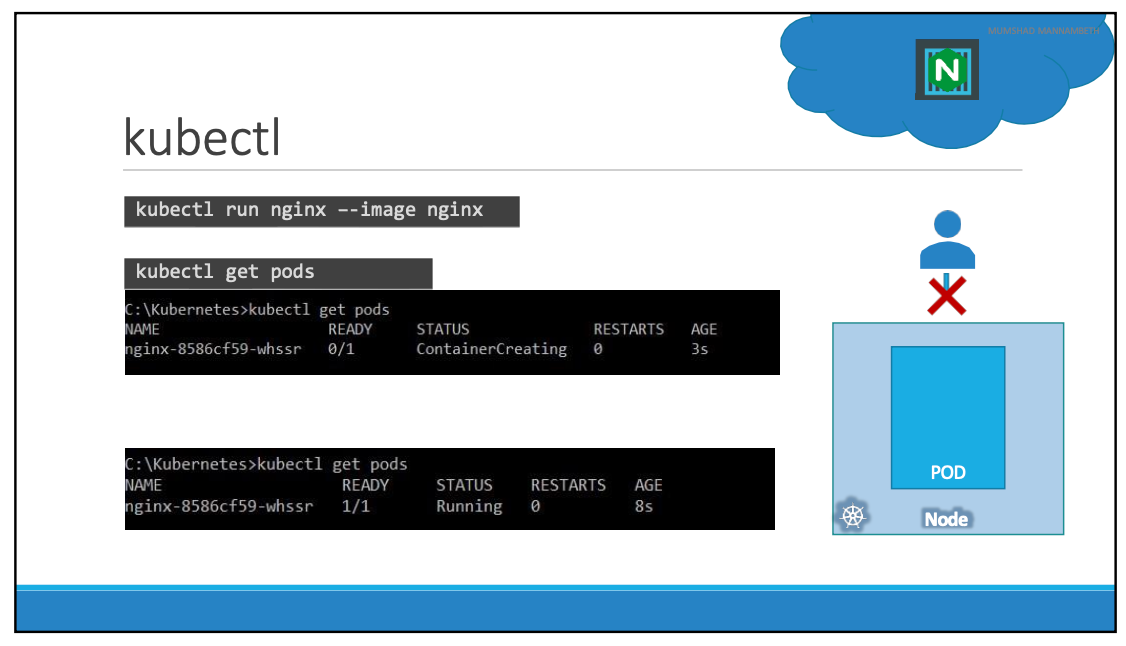 MUMSHAD MANNAMBETH
N
kubectl
kubectl run nginx –-image nginx
kubectl get pods
C:\Kubernetes>kubectl get pods
NAME READY STATUS RESTARTS AGE
nginx-8586cf59-whssr 0/1 ContainerCreating 0 3s
C:\Kubernetes>kubectl get pods
NAME READY STATUS RESTARTS AGE
nginx-8586cf59-whssr 1/1 Running 0 8s
POD
Node